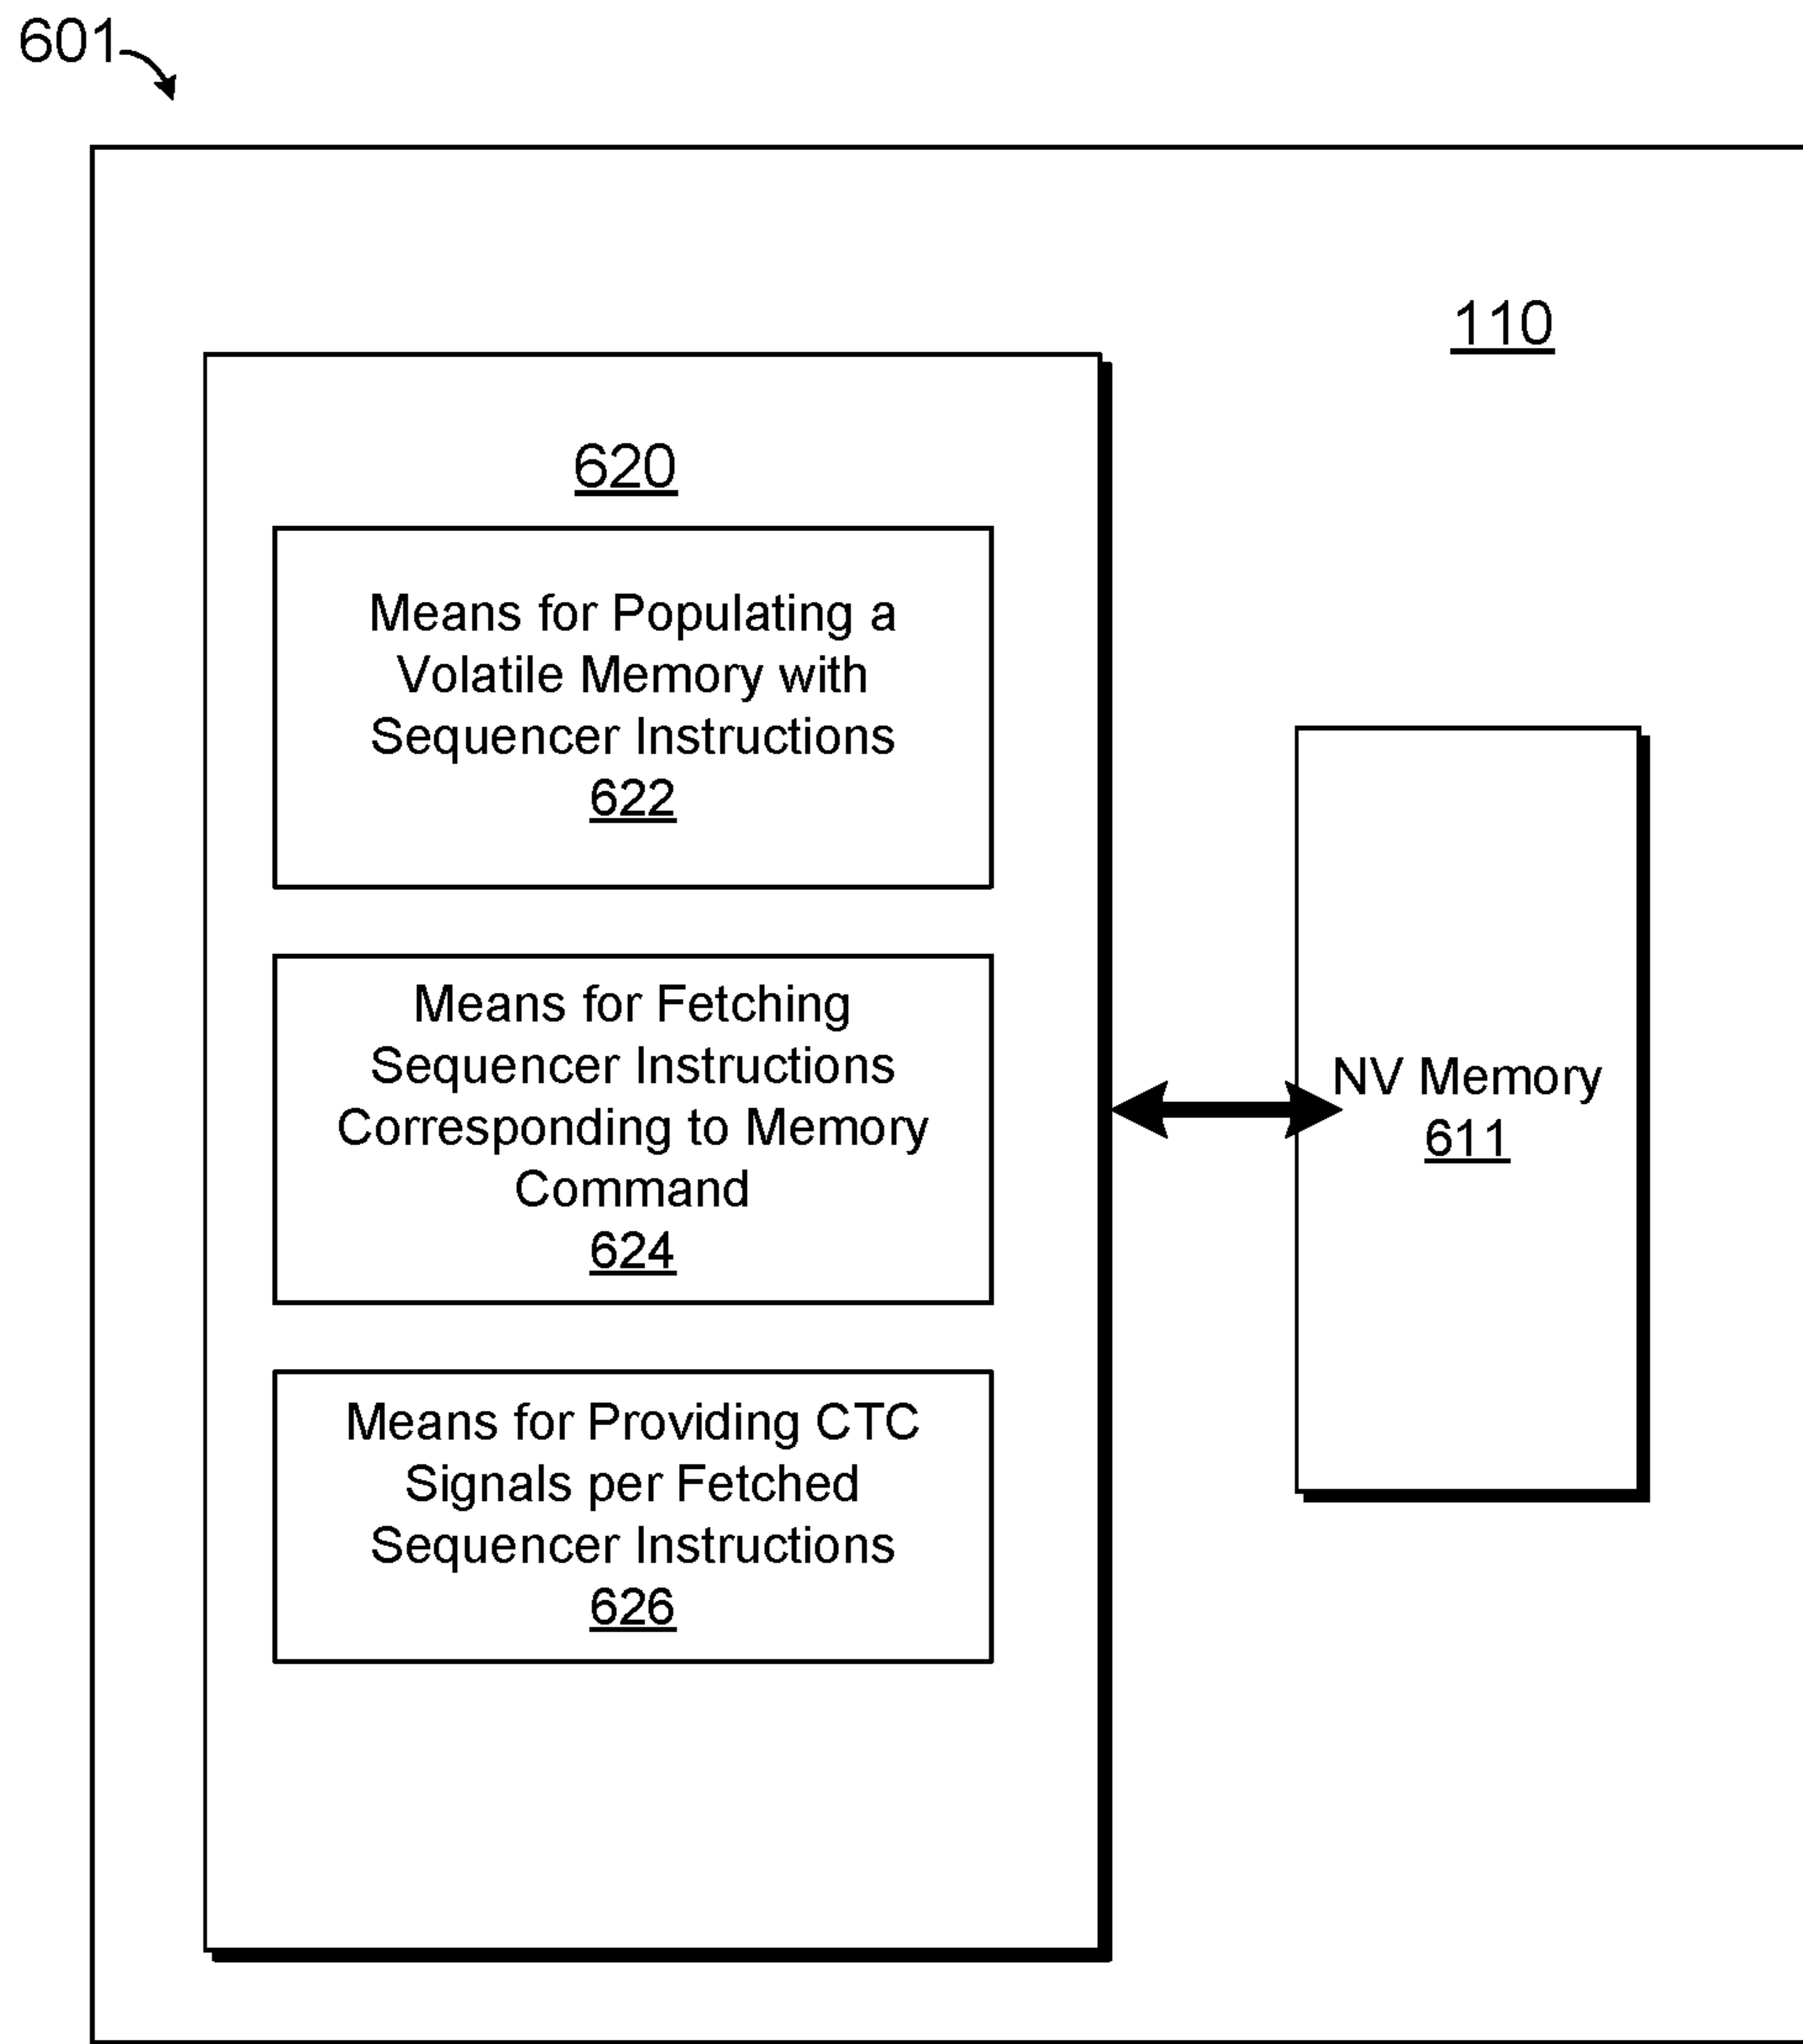 601
110
620
Means for Populating a
Volatile Memory with
Sequencer Instructions
622
Means for Fetching
Sequencer Instructions
Corresponding to Memory
Command
624
Means for Providing CTC
Signals per Fetched
Sequencer Instructions
626
NV Memory
611